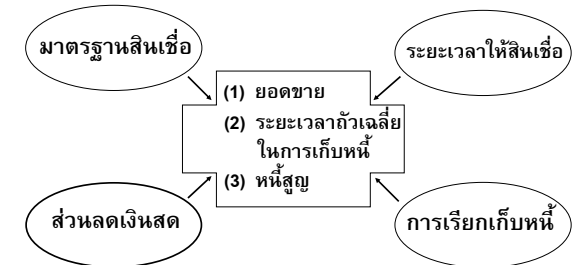 มาตรฐานสินเชื่อ
ระยะเวลาให้สินเชื่อ
(1) ยอดขาย
(2) ระยะเวลาถัวเฉลี่ย
ในการเก็บหนี้
(3) หนี้สูญ
ส่วนลดเงินสด
การเรียกเก็บหนี้